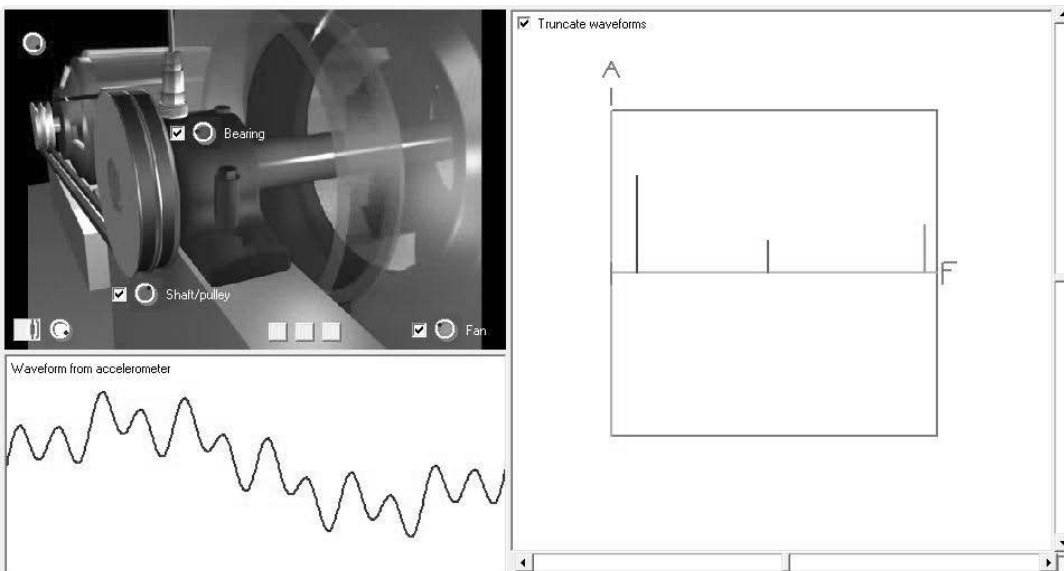 Truncate waveforms
A
Bearing
Shaft/pulley
Fan
F
Waveform from accelerometer